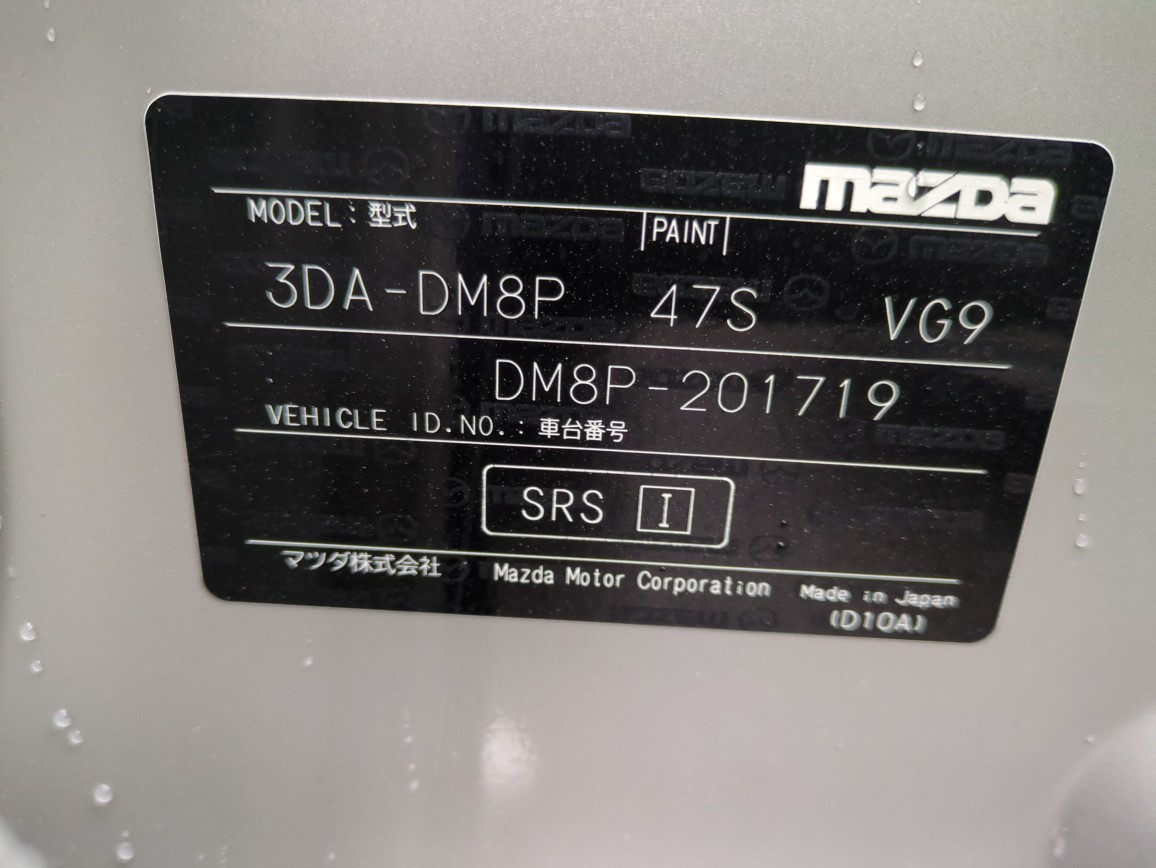 mazda
MODEL : 型式 PAINT
3DA-DM8P 47S VG9
DM8P-201719
VEHICLE ID.NO. : 車台番号
SRS I
マツダ株式会社 Mazda Motor Corporation Made in Japan
(D10A)